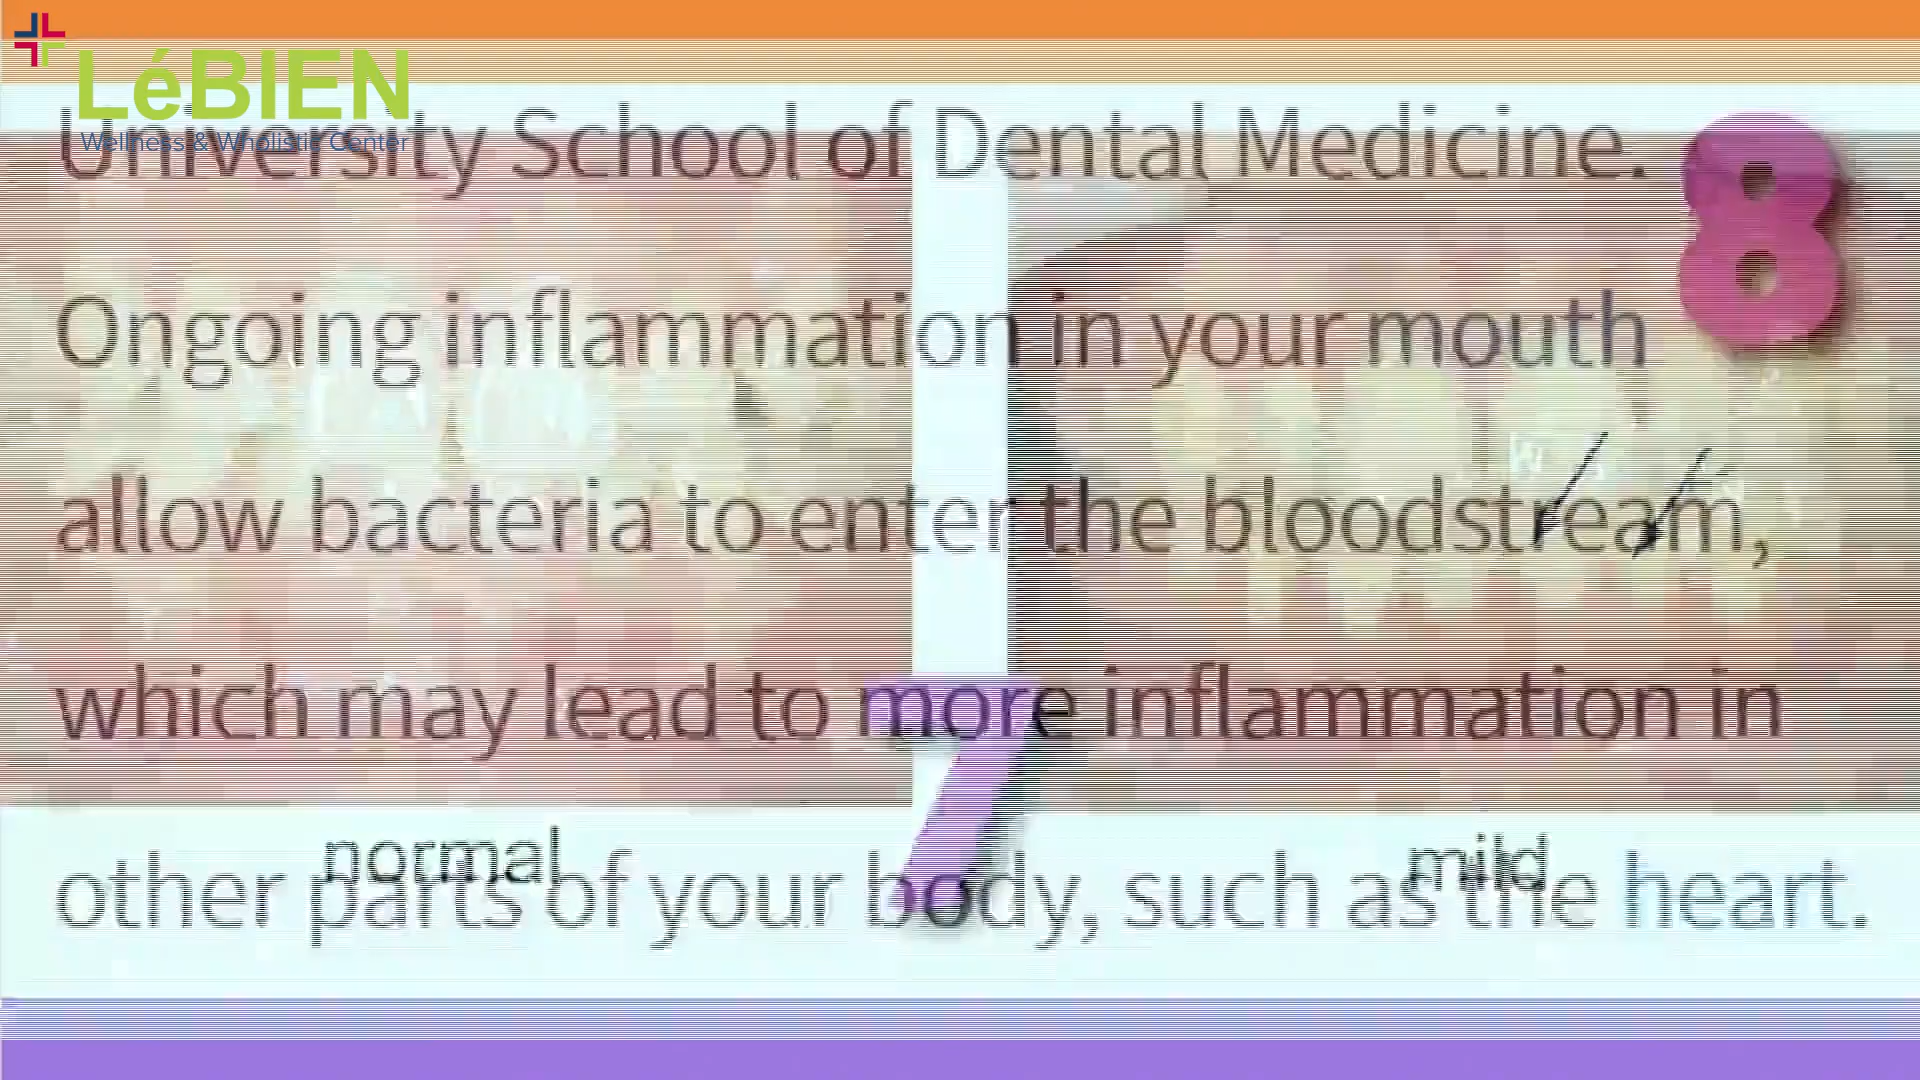 LéBIEN
Wellness & Wholistic Center
University School of Dental Medicine.
8
Ongoing inflammation in your mouth
allow bacteria to enter the bloodstream,
which may lead to more inflammation in
7
normal
mild
other parts of your body, such as the heart.